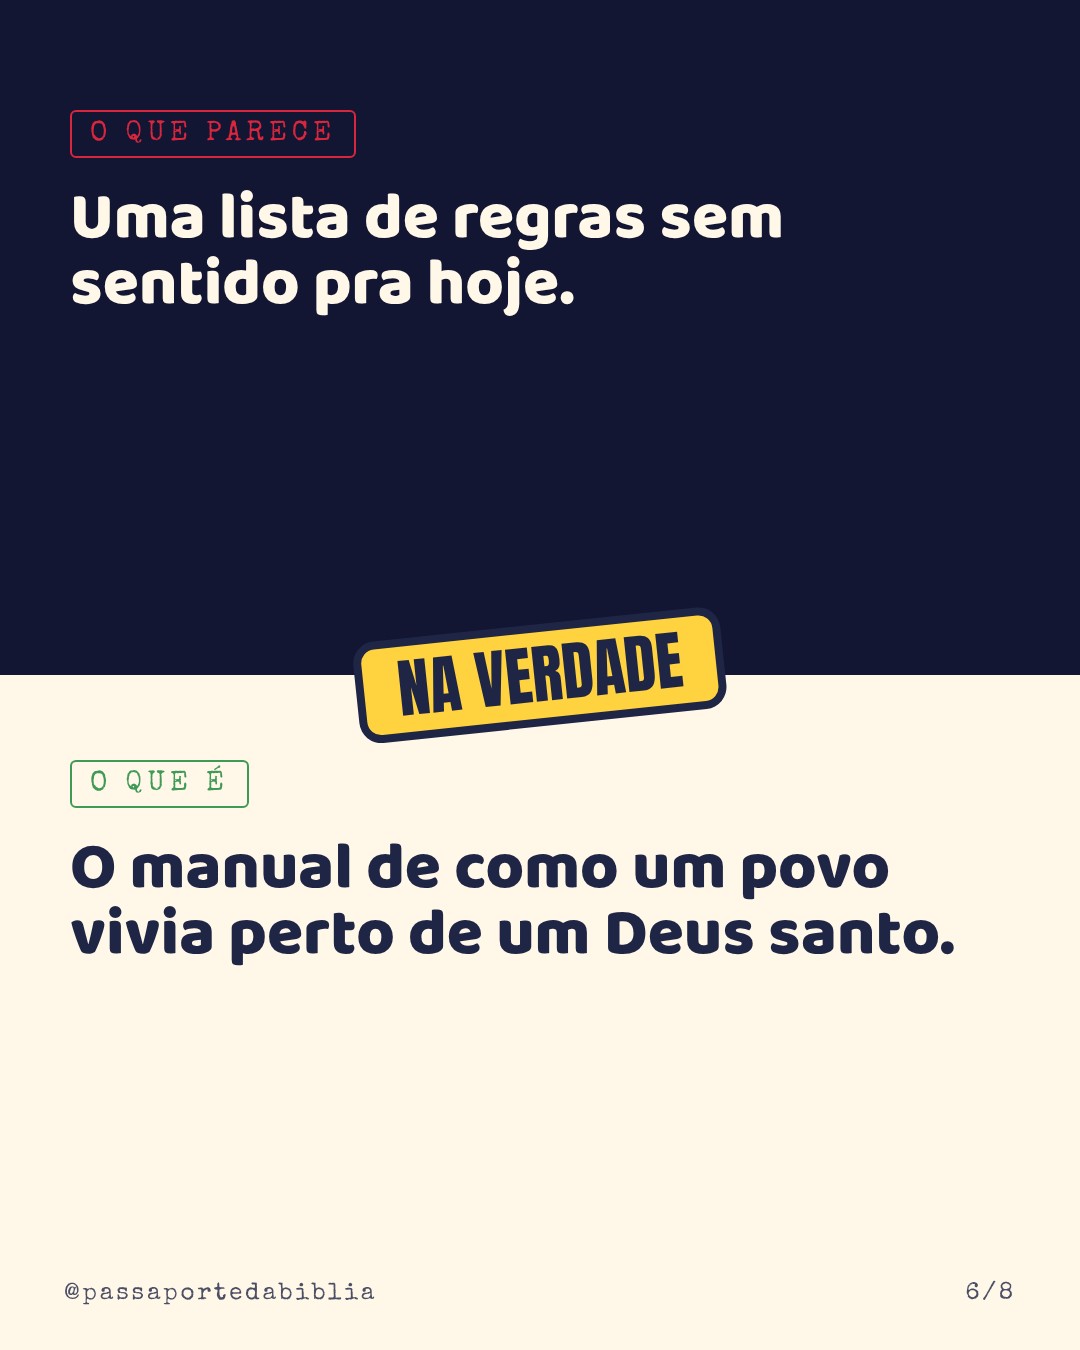 O QUE PARECE
Uma lista de regras sem
sentido pra hoje.
NA VERDADE
O QUE É
O manual de como um povo
vivia perto de um Deus santo.
@passaportedabiblia
6/8